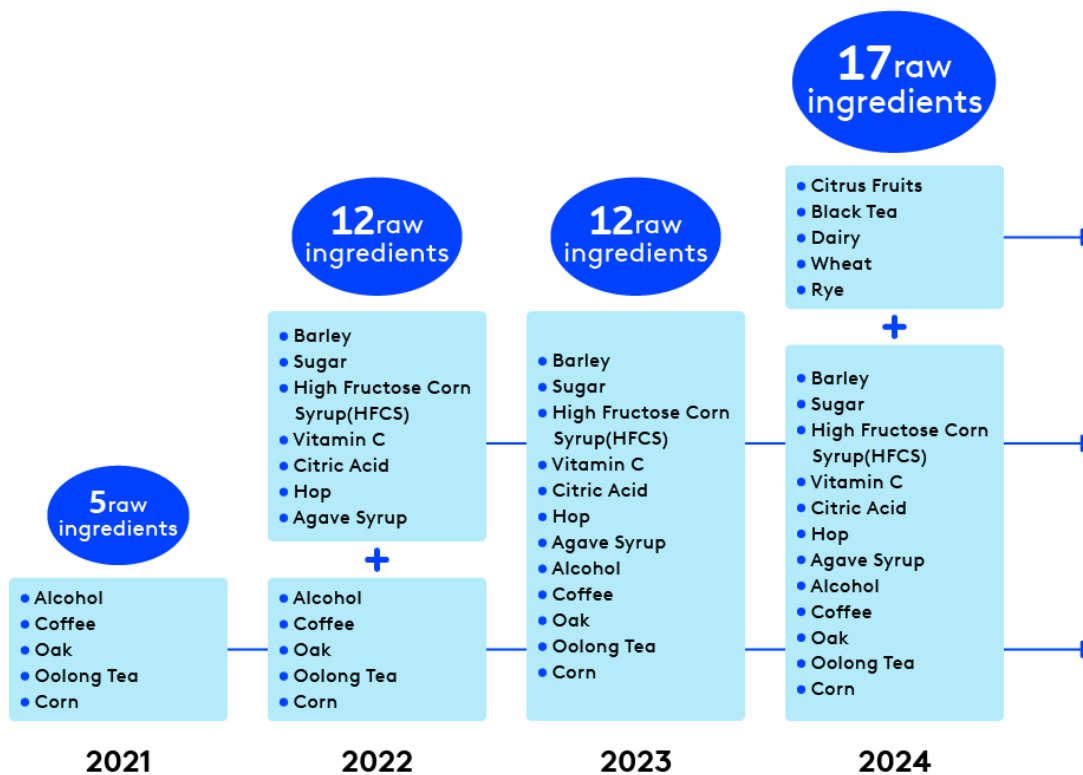 5raw
ingredients
Alcohol
Coffee
Oak
Oolong Tea
Corn
2021
12raw
ingredients
Barley
Sugar
High Fructose Corn
Syrup(HFCS)
Vitamin C
Citric Acid
Hop
Agave Syrup
+
Alcohol
Coffee
Oak
Oolong Tea
Corn
2022
12raw
ingredients
Barley
Sugar
High Fructose Corn
Syrup(HFCS)
Vitamin C
Citric Acid
Hop
Agave Syrup
Alcohol
Coffee
Oak
Oolong Tea
Corn
2023
17raw
ingredients
Citrus Fruits
Black Tea
Dairy
Wheat
Rye
+
Barley
Sugar
High Fructose Corn
Syrup(HFCS)
Vitamin C
Citric Acid
Hop
Agave Syrup
Alcohol
Coffee
Oak
Oolong Tea
Corn
2024